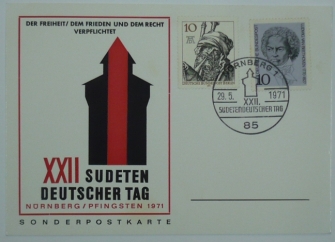 DER FREIHEIT/DEM FRIEDEN UND DEM RECHT
VERPFLICHTET
XXII SUDETEN
DEUTSCHER TAG
NÜRNBERG/PFINGSTEN 1971
SONDERPOSTKARTE
10
10
NÜRNBERG 1
29.5. 1971
XXII.
SUDETENDEUTSCHER TAG
85